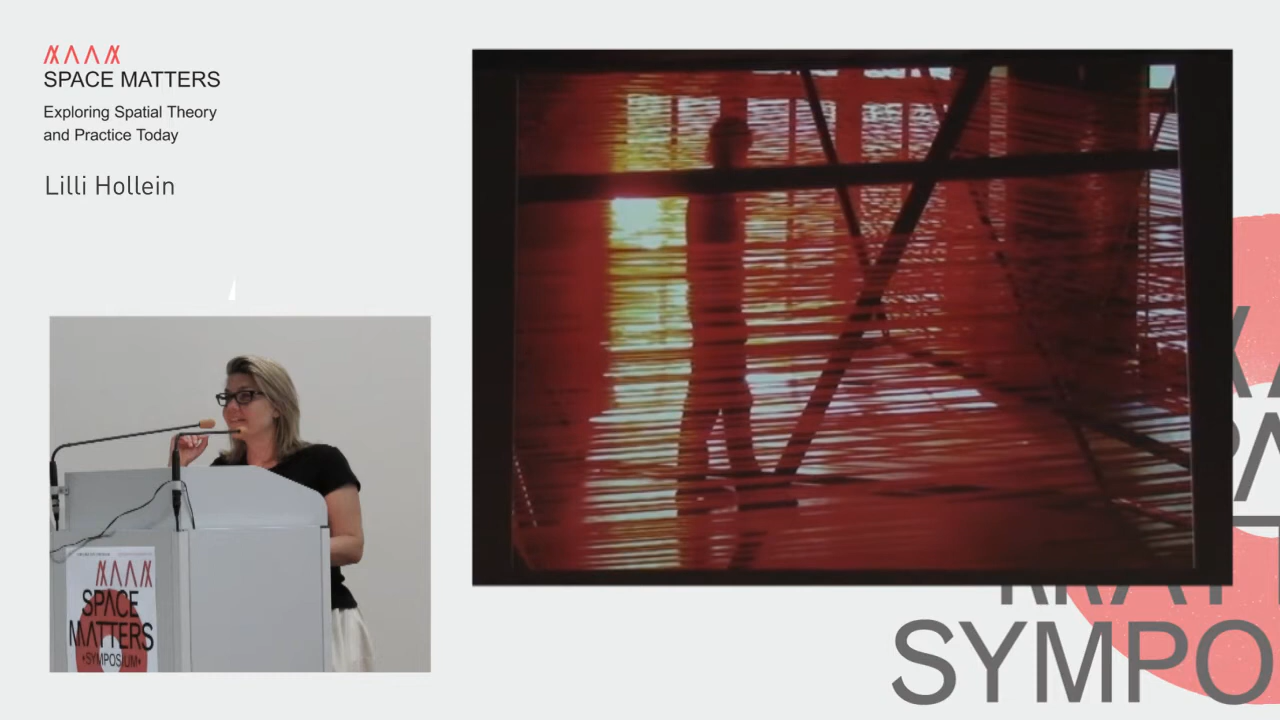 SPACE MATTERS
Exploring Spatial Theory
and Practice Today
Lilli Hollein
SPACE
MATTERS
SYMPOSIUM
SYMPO